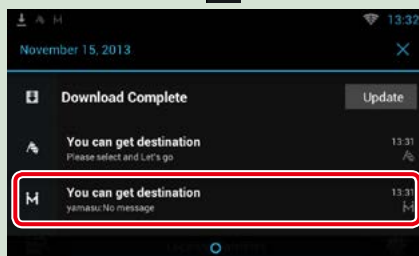 13:32
November 15, 2013
Download Complete
Update
You can get destination
13:31
Please select and Let's go
You can get destination
13:31
yamasu:No message